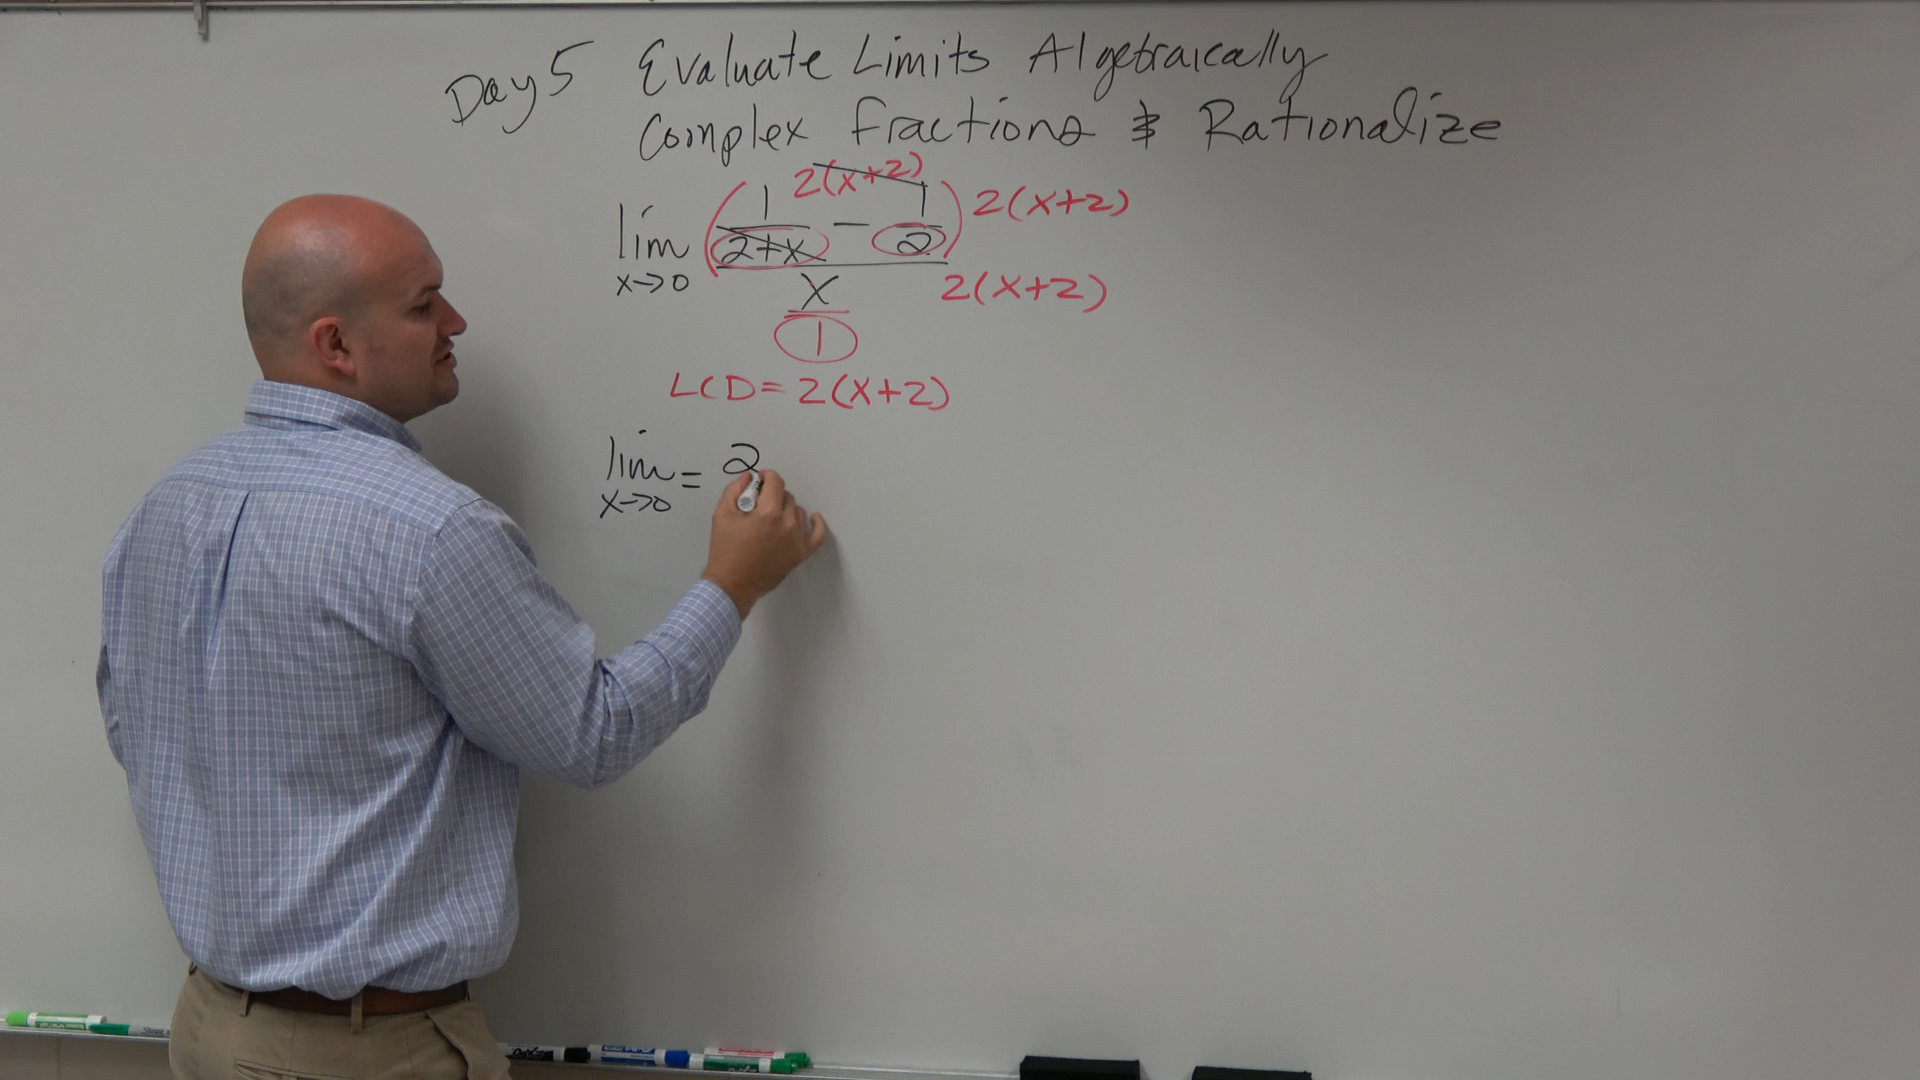 Day 5 Evaluate Limits Algebraically
Complex Fractions & Rationalize
2(x+2)
lim x→0 (1/(2+x) - 1/2) 2(x+2)
x/1 2(x+2)
LCD = 2(x+2)
lim x→0 = 2